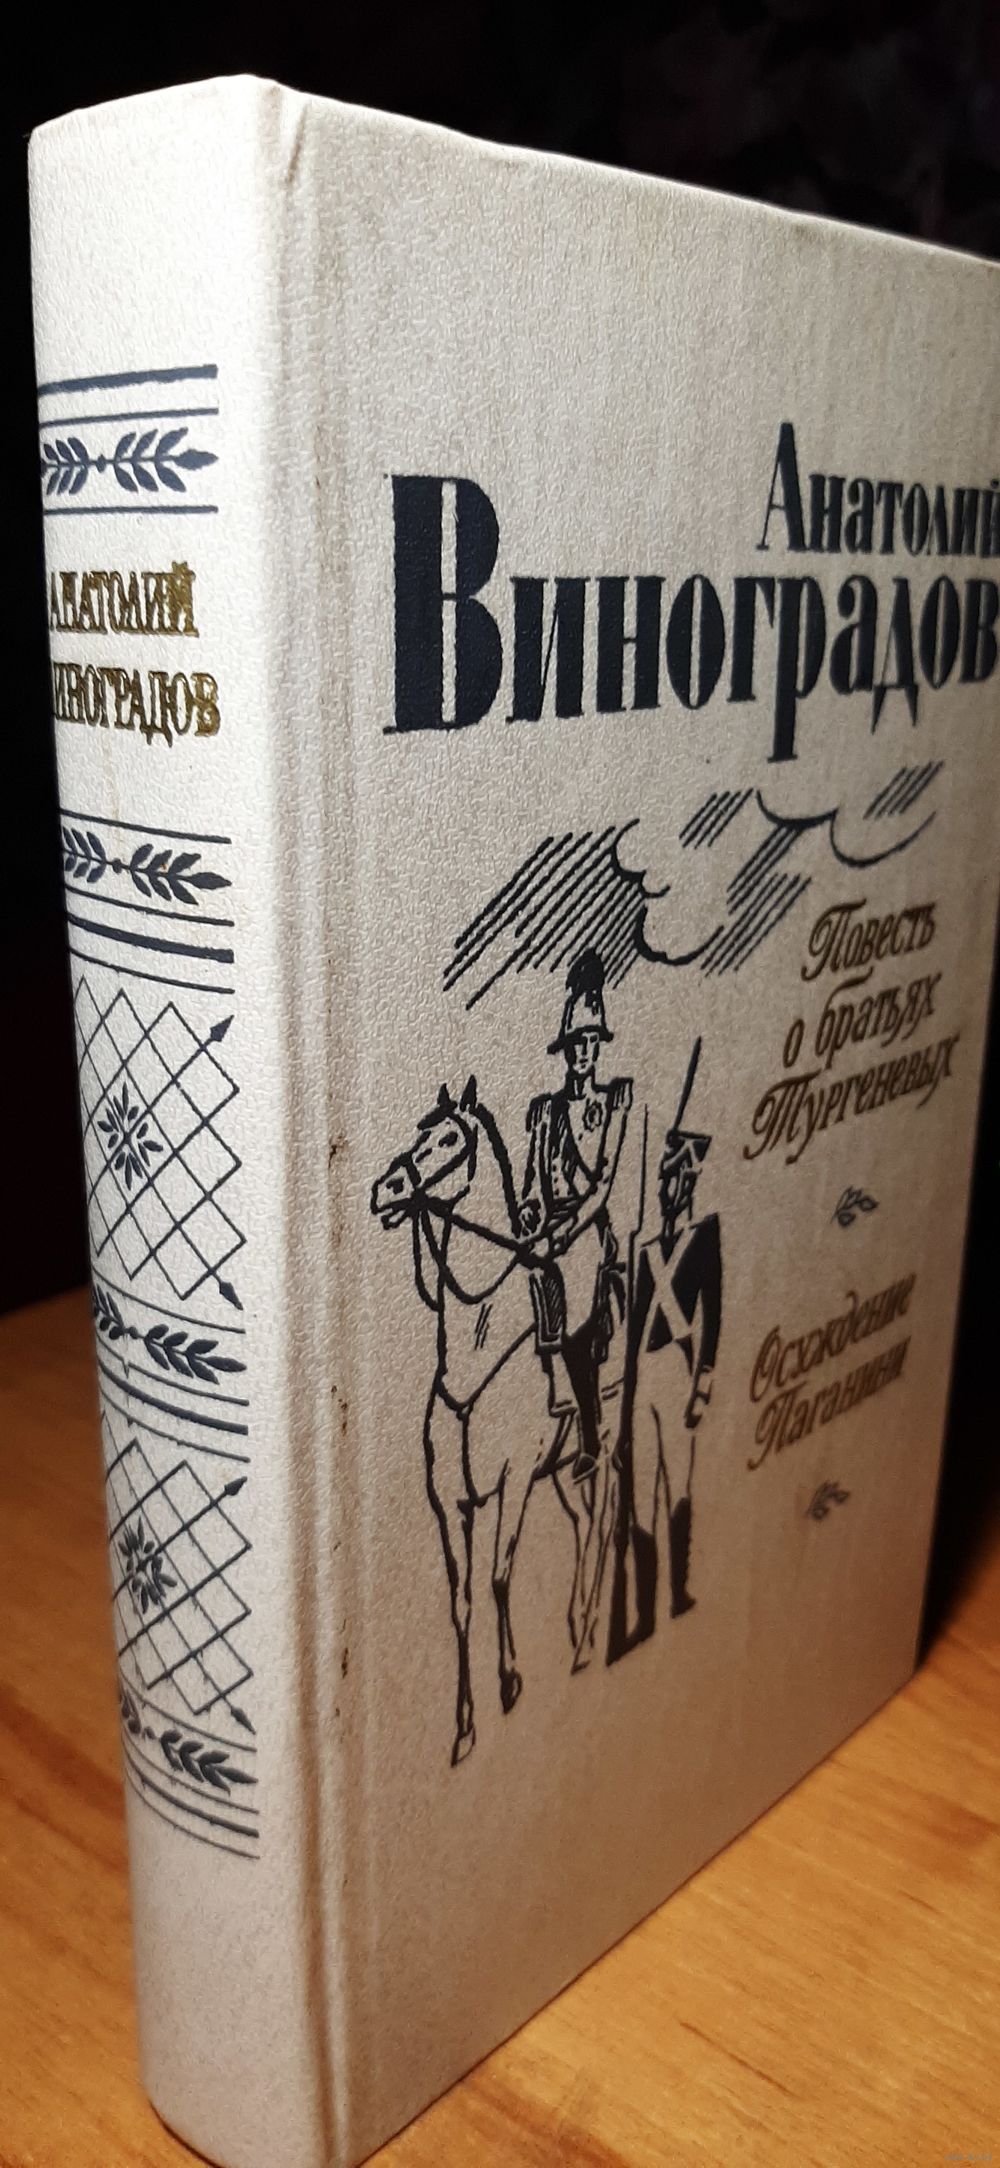 АНАТОЛИЙ
ВИНОГРАДОВ
Анатолий
Виноградов
Повесть
о братьях
Тургеневых
Осуждение
Паганини